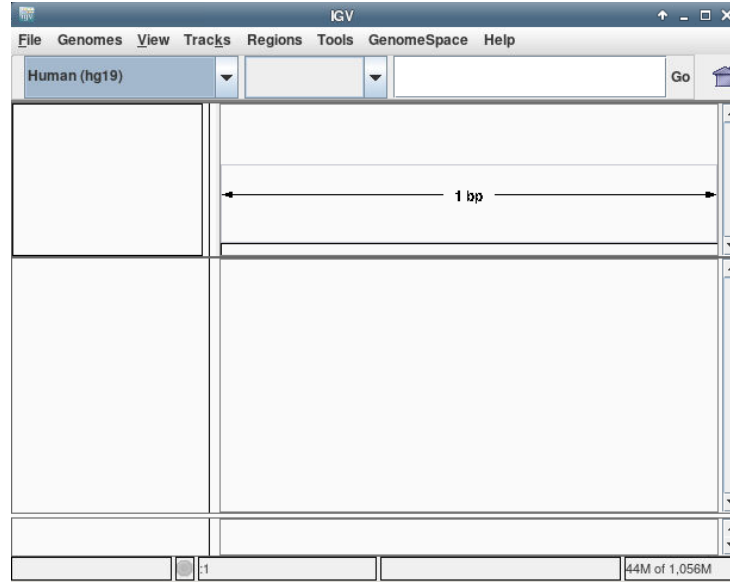 IGV
File Genomes View Tracks Regions Tools GenomeSpace Help
Human (hg19) Go
1 bp
:1 44M of 1,056M